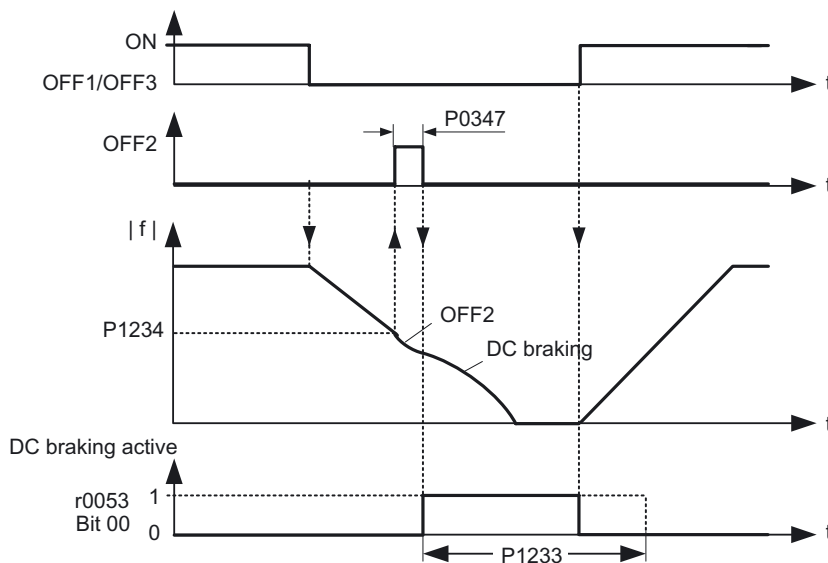 ON
OFF1/OFF3
t
P0347
OFF2
t
| f |
P1234
OFF2
DC braking
t
DC braking active
r0053 1
Bit 00 0
t
P1233